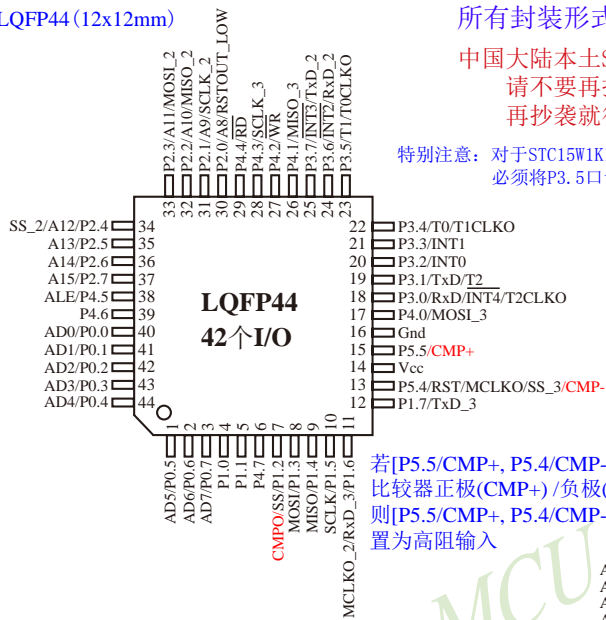 LQFP44(12x12mm)
所有封装形式
中国大陆本土S
请不要再
再抄袭就
特别注意：对于STC15W1K
必须将P3.5口
P2.3/A11/MOSI_2
P2.2/A10/MISO_2
P2.1/A9/SCLK_2
P2.0/A8/RSTOUT_LOW
P4.4/RD
P4.3/SCLK_3
P4.2/WR
P4.1/MISO_3
P3.7/INT3/TxD_2
P3.6/INT2/RxD_2
P3.5/T1/T0CLKO
33
32
31
30
29
28
27
26
25
24
23
SS_2/A12/P2.4 34
A13/P2.5 35
A14/P2.6 36
A15/P2.7 37
ALE/P4.5 38
P4.6 39
AD0/P0.0 40
AD1/P0.1 41
AD2/P0.2 42
AD3/P0.3 43
AD4/P0.4 44
LQFP44
42个I/O
22 P3.4/T0/T1CLKO
21 P3.3/INT1
20 P3.2/INT0
19 P3.1/TxD/T2
18 P3.0/RxD/INT4/T2CLKO
17 P4.0/MOSI_3
16 Gnd
15 P5.5/CMP+
14 Vcc
13 P5.4/RST/MCLKO/SS_3/CMP-
12 P1.7/TxD_3
1
2
3
4
5
6
7
8
9
10
11
AD5/P0.5
AD6/P0.6
AD7/P0.7
P1.0
P1.1
P4.7
CMPO/SS/P1.2
MOSI/P1.3
MISO/P1.4
SCLK/P1.5
MCLKO_2/RxD_3/P1.6
若[P5.5/CMP+, P5.4/CMP-
比较器正极(CMP+) /负极(
则[P5.5/CMP+, P5.4/CMP-
置为高阻输入
MCU